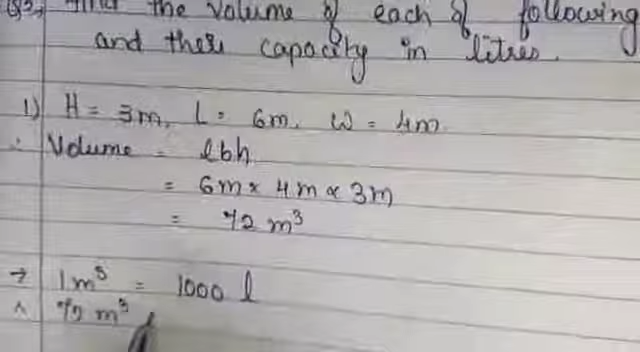 Find the volume of each of following
and their capacity in litres.
1) H = 3m, L = 6m, W = 4m
∴ Volume = lbh
= 6m × 4m × 3m
= 72 m³
→ 1m³ = 1000 l
∴ 72 m³